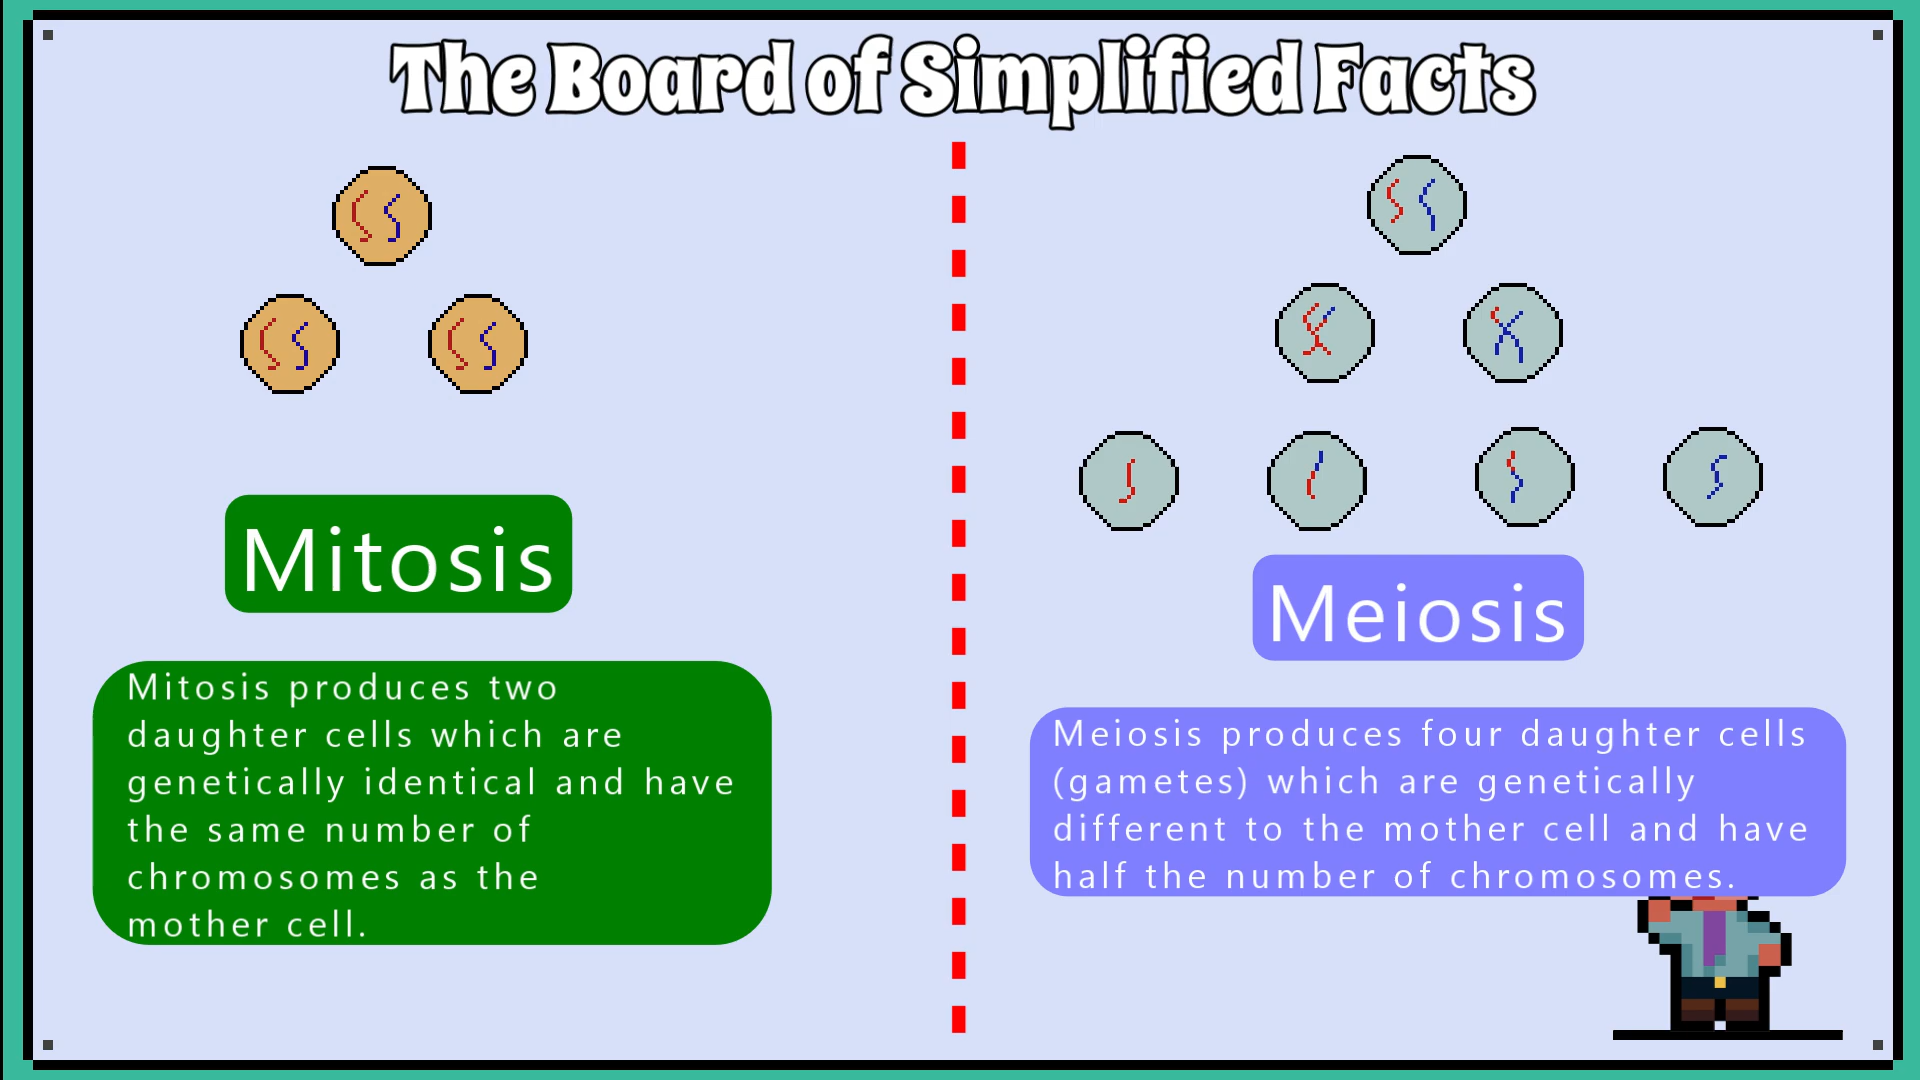 The Board of Simplified Facts
Mitosis
Mitosis produces two
daughter cells which are
genetically identical and have
the same number of
chromosomes as the
mother cell.
Meiosis
Meiosis produces four daughter cells
(gametes) which are genetically
different to the mother cell and have
half the number of chromosomes.